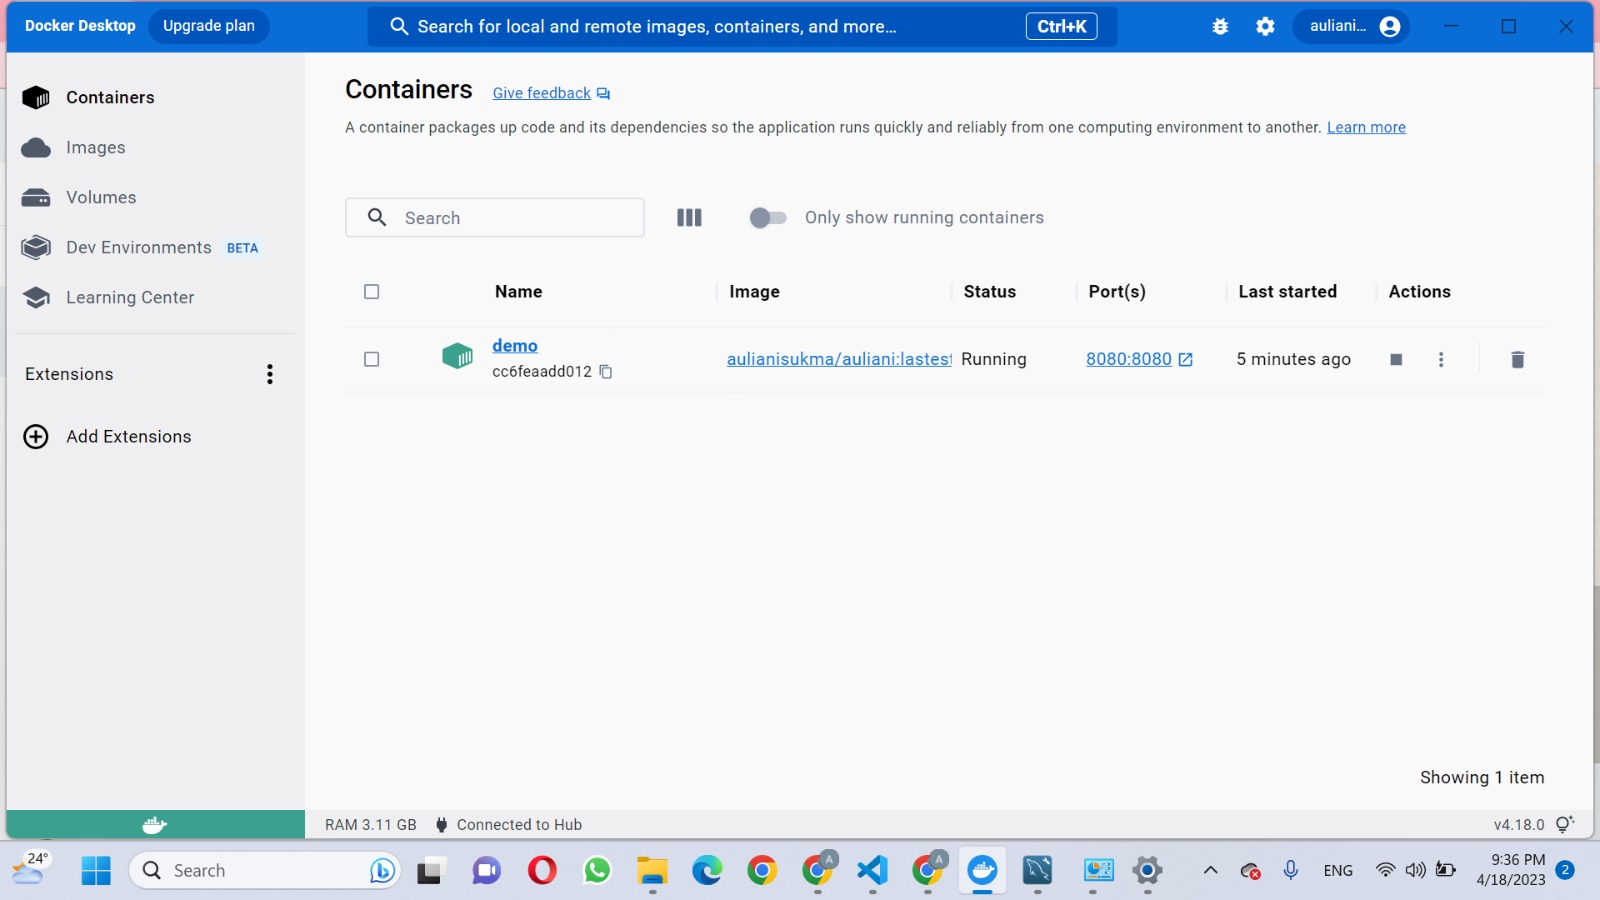 Docker Desktop
Upgrade plan
Search for local and remote images, containers, and more...
Ctrl+K
auliani...
Containers
Images
Volumes
Dev Environments BETA
Learning Center
Extensions
Add Extensions
Containers
Give feedback
A container packages up code and its dependencies so the application runs quickly and reliably from one computing environment to another. Learn more
Search
Only show running containers
Name Image Status Port(s) Last started Actions
demo
cc6feaadd012
aulianisukma/auliani:lastest
Running
8080:8080
5 minutes ago
Showing 1 item
RAM 3.11 GB
Connected to Hub
v4.18.0
24°
Search
A
A
ENG
9:36 PM
4/18/2023
2